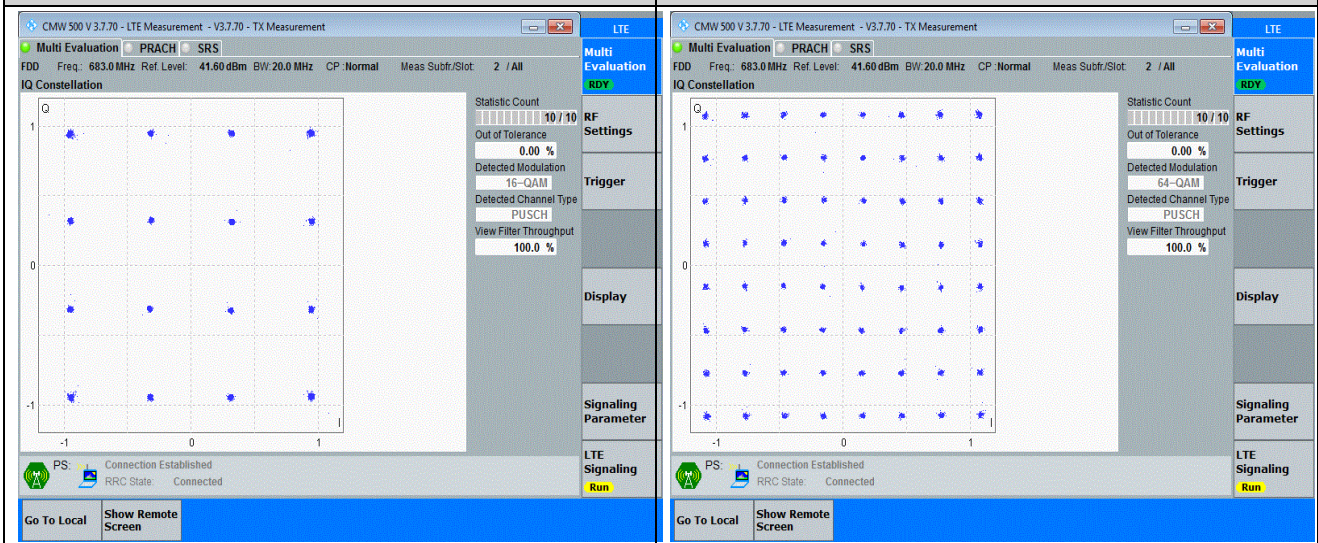 CMW 500 V 3.7.70 - LTE Measurement - V3.7.70 - TX Measurement
LTE
Multi Evaluation PRACH SRS
FDD Freq.: 683.0 MHz Ref. Level: 41.60 dBm BW: 20.0 MHz CP :Normal Meas Subfr./Slot: 2 / All
IQ Constellation
Q
1
0
-1
-1 0 1
I
Statistic Count
10 / 10
Out of Tolerance
0.00 %
Detected Modulation
16-QAM
Detected Channel Type
PUSCH
View Filter Throughput
100.0 %
Multi
Evaluation
RDY
RF
Settings
Trigger
Display
Signaling
Parameter
LTE
Signaling
Run
PS: Connection Established
RRC State: Connected
Go To Local
Show Remote
Screen
CMW 500 V 3.7.70 - LTE Measurement - V3.7.70 - TX Measurement
LTE
Multi Evaluation PRACH SRS
FDD Freq.: 683.0 MHz Ref. Level: 41.60 dBm BW: 20.0 MHz CP :Normal Meas Subfr./Slot: 2 / All
IQ Constellation
Q
1
0
-1
-1 0 1
I
Statistic Count
10 / 10
Out of Tolerance
0.00 %
Detected Modulation
64-QAM
Detected Channel Type
PUSCH
View Filter Throughput
100.0 %
Multi
Evaluation
RDY
RF
Settings
Trigger
Display
Signaling
Parameter
LTE
Signaling
Run
PS: Connection Established
RRC State: Connected
Go To Local
Show Remote
Screen